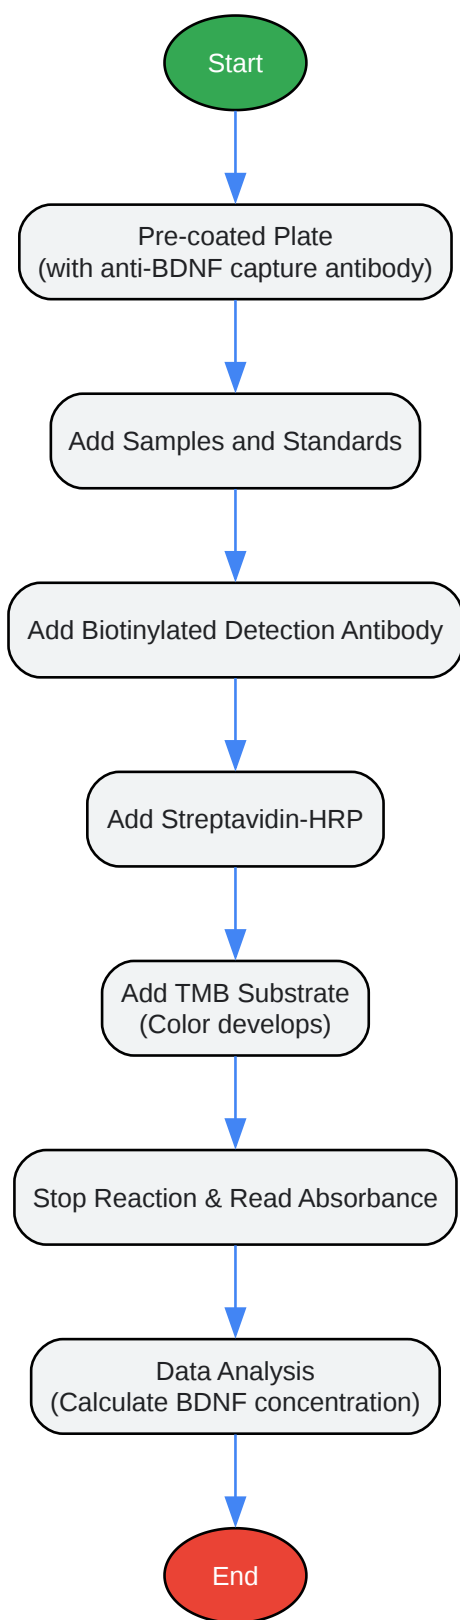 Start
Pre-coated Plate
(with anti-BDNF capture antibody)
Add Samples and Standards
Add Biotinylated Detection Antibody
Add Streptavidin-HRP
Add TMB Substrate
(Color develops)
Stop Reaction & Read Absorbance
Data Analysis
(Calculate BDNF concentration)
End